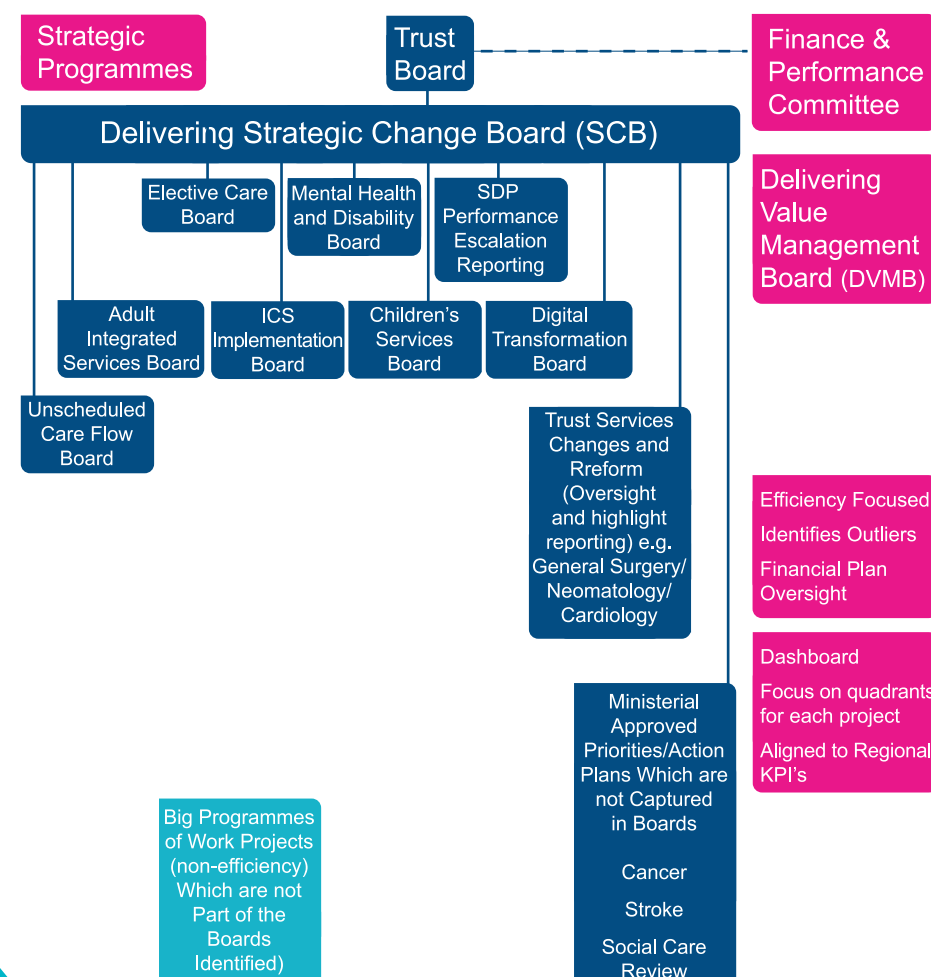 Strategic
Programmes
Trust
Board
Finance &
Performance
Committee
Delivering Strategic Change Board (SCB)
Delivering
Value
Management
Board (DVMB)
Elective Care
Board
Mental Health
and Disability
Board
SDP
Performance
Escalation
Reporting
Adult
Integrated
Services Board
ICS
Implementation
Board
Children's
Services
Board
Digital
Transformation
Board
Unscheduled
Care Flow
Board
Trust Services
Changes and
Rreform
(Oversight
and highlight
reporting) e.g.
General Surgery/
Neomatology/
Cardiology
Efficiency Focused
Identifies Outliers
Financial Plan
Oversight
Dashboard
Focus on quadrants
for each project
Aligned to Regional
KPI's
Ministerial
Approved
Priorities/Action
Plans Which are
not Captured
in Boards
Cancer
Stroke
Social Care
Review
Big Programmes
of Work Projects
(non-efficiency)
Which are not
Part of the
Boards
Identified)